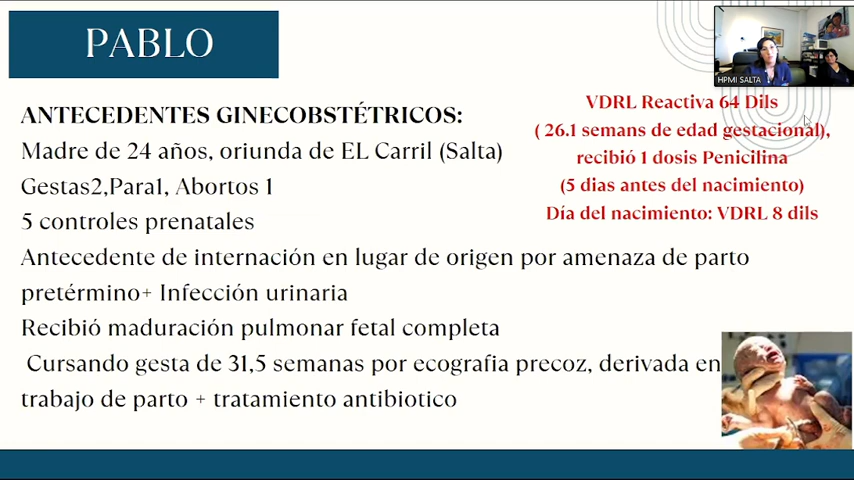 PABLO
ANTECEDENTES GINECOBSTÉTRICOS:
Madre de 24 años, oriunda de EL Carril (Salta)
Gestas2,Para1, Abortos 1
5 controles prenatales
Antecedente de internación en lugar de origen por amenaza de parto
pretérmino+ Infección urinaria
Recibió maduración pulmonar fetal completa
Cursando gesta de 31,5 semanas por ecografia precoz, derivada en
trabajo de parto + tratamiento antibiotico
VDRL Reactiva 64 Dils
( 26.1 semans de edad gestacional),
recibió 1 dosis Penicilina
(5 dias antes del nacimiento)
Día del nacimiento: VDRL 8 dils
HPMI SALTA